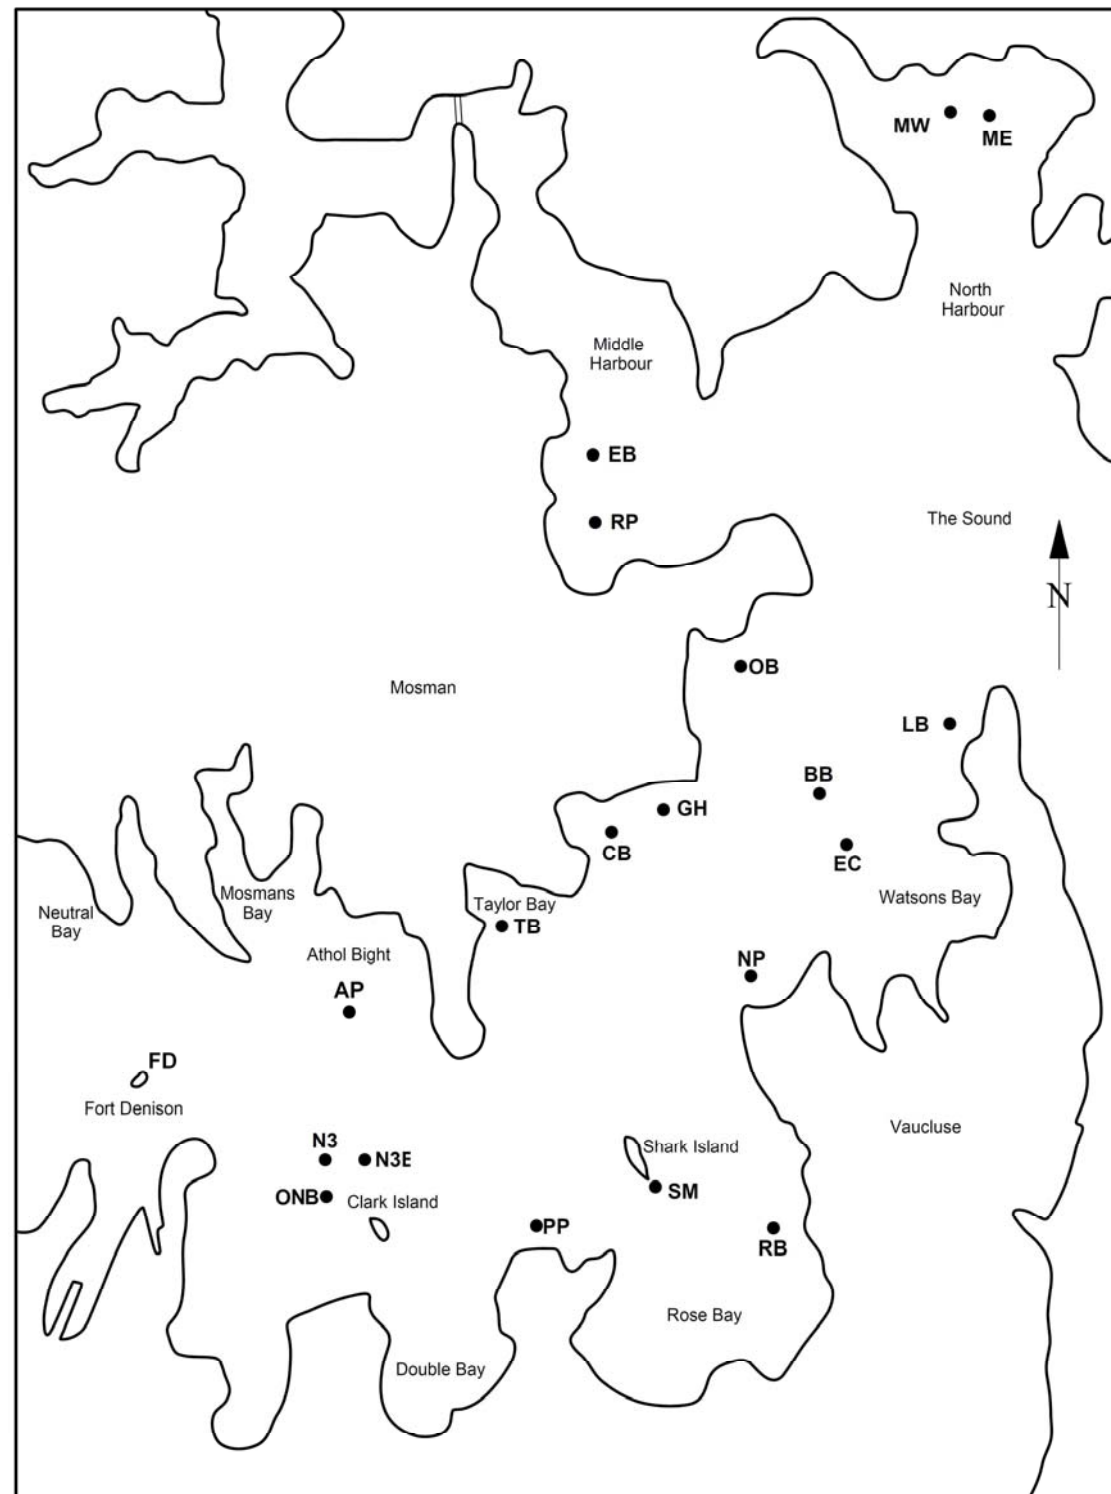 MW
ME
North
Harbour
Middle
Harbour
EB
RP
The Sound
N
OB
Mosman
LB
BB
GH
CB
EC
Mosmans
Bay
Neutral
Bay
Taylor Bay
TB
Watsons Bay
Athol Bight
NP
AP
FD
Fort Denison
Vaucluse
N3
N3E
Shark Island
SM
ONB
Clark Island
PP
RB
Rose Bay
Double Bay